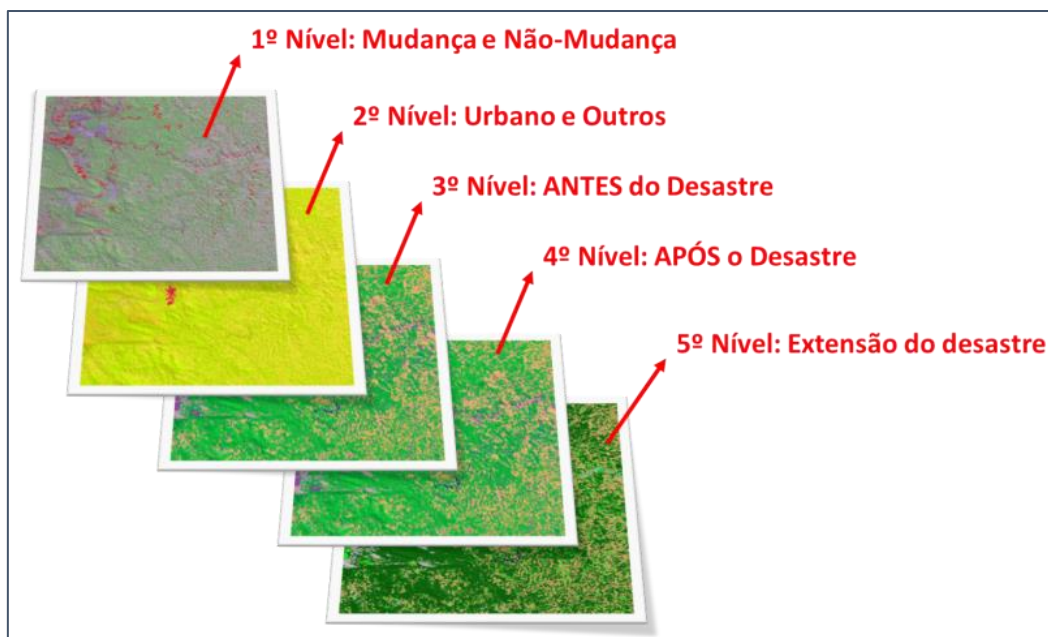 1º Nível: Mudança e Não-Mudança
2º Nível: Urbano e Outros
3º Nível: ANTES do Desastre
4º Nível: APÓS o Desastre
5º Nível: Extensão do desastre